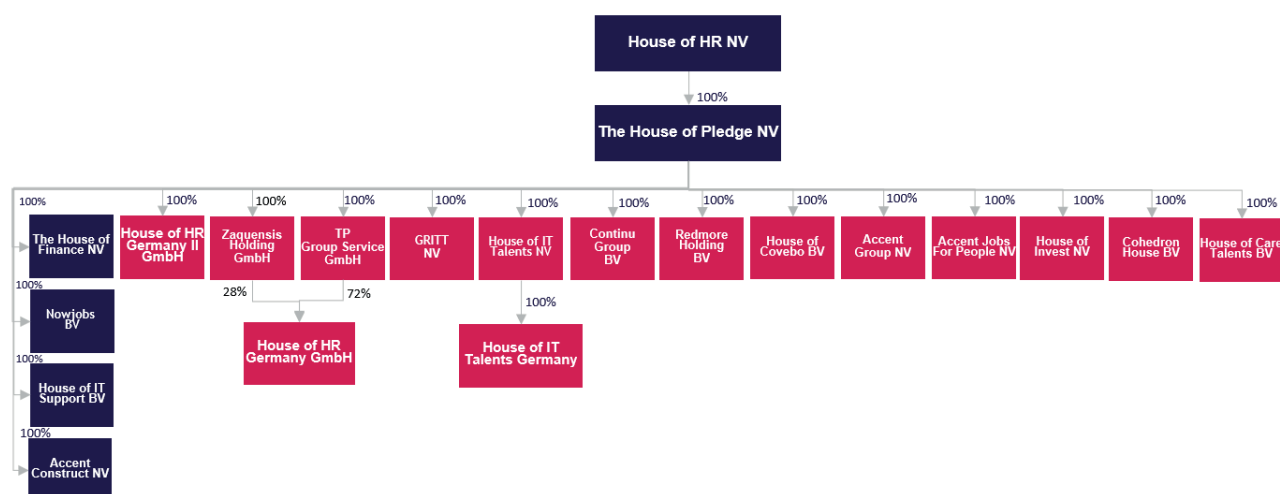 House of HR NV
100%
The House of Pledge NV
100%
100%
100%
100%
100%
100%
100%
100%
100%
100%
100%
100%
100%
100%
The House of
Finance NV
House of HR
Germany II
GmbH
Zaquensis
Holding
GmbH
TP
Group Service
GmbH
GRITT
NV
House of IT
Talents NV
Continu
Group
BV
Redmore
Holding
BV
House of
Covebo BV
Accent
Group NV
Accent Jobs
For People NV
House of
Invest NV
Cohedron
House BV
House of Care
Talents BV
100%
28%
72%
100%
Nowjobs
BV
House of HR
Germany GmbH
House of IT
Talents Germany
100%
House of IT
Support BV
100%
Accent
Construct NV